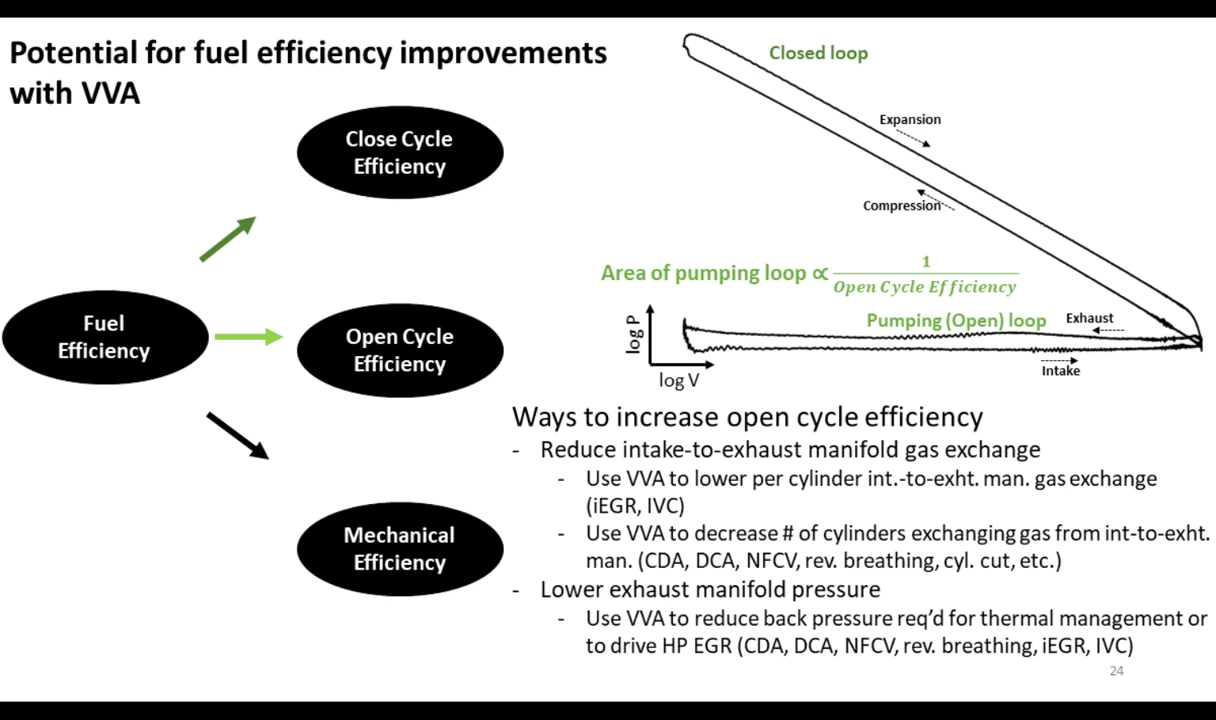 Potential for fuel efficiency improvements
with VVA
Close Cycle
Efficiency
Fuel
Efficiency
Open Cycle
Efficiency
Mechanical
Efficiency
Closed loop
Expansion
Compression
Area of pumping loop ∝ 1 / Open Cycle Efficiency
Pumping (Open) loop
Exhaust
Intake
log P
log V
Ways to increase open cycle efficiency
- Reduce intake-to-exhaust manifold gas exchange
- Use VVA to lower per cylinder int.-to-exht. man. gas exchange
(iEGR, IVC)
- Use VVA to decrease # of cylinders exchanging gas from int-to-exht.
man. (CDA, DCA, NFCV, rev. breathing, cyl. cut, etc.)
- Lower exhaust manifold pressure
- Use VVA to reduce back pressure req'd for thermal management or
to drive HP EGR (CDA, DCA, NFCV, rev. breathing, iEGR, IVC)
24